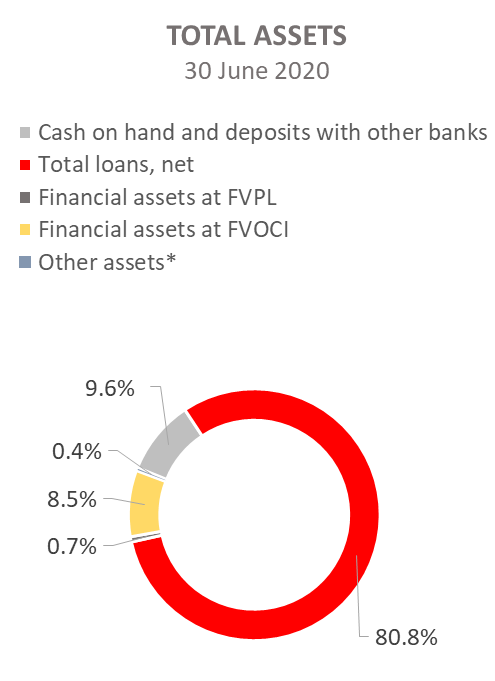 TOTAL ASSETS
30 June 2020
Cash on hand and deposits with other banks
Total loans, net
Financial assets at FVPL
Financial assets at FVOCI
Other assets*
9.6%
0.4%
8.5%
0.7%
80.8%